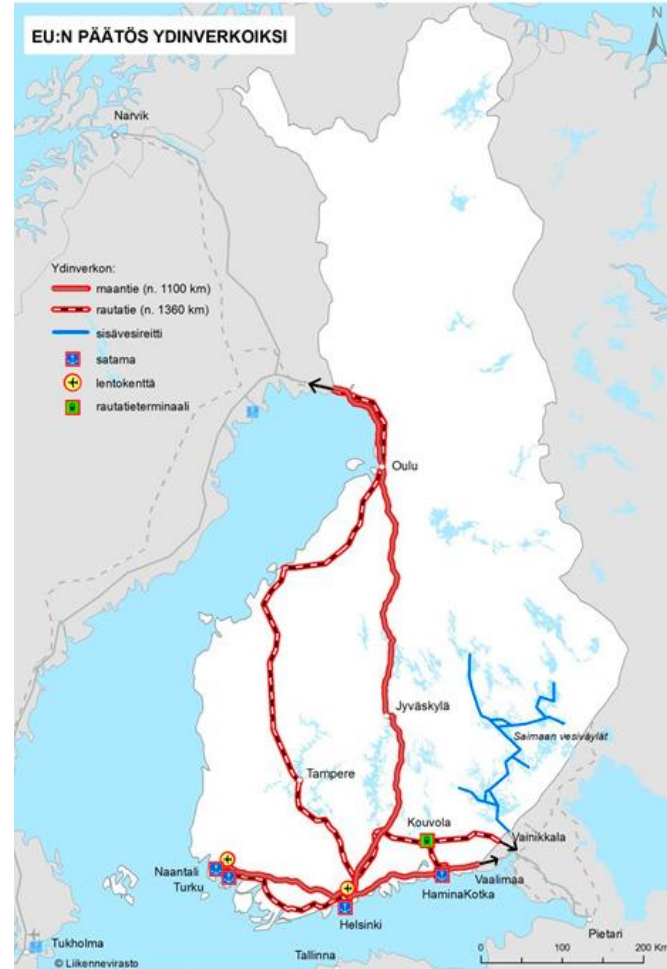 EU:N PÄÄTÖS YDINVERKOIKSI
N
Narvik
Ydinverkon:
maantie (n. 1100 km)
rautatie (n. 1360 km)
sisävesireitti
satama
lentokenttä
rautatieterminaali
Oulu
Jyväskylä
Saimaan vesiväylät
Tampere
Kouvola
Vainikkala
Naantali
Turku
Vaalimaa
HaminaKotka
Helsinki
Pietari
Tukholma
Tallinna
0 100 200 Km
© Liikennevirasto